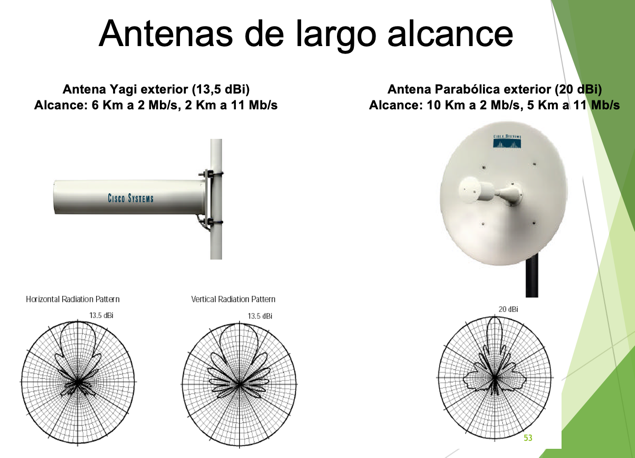 Antenas de largo alcance
Antena Yagi exterior (13,5 dBi)
Alcance: 6 Km a 2 Mb/s, 2 Km a 11 Mb/s
Antena Parabólica exterior (20 dBi)
Alcance: 10 Km a 2 Mb/s, 5 Km a 11 Mb/s
CISCO SYSTEMS
CISCO SYSTEMS
Horizontal Radiation Pattern
13.5 dBi
Vertical Radiation Pattern
13.5 dBi
20 dBi
53